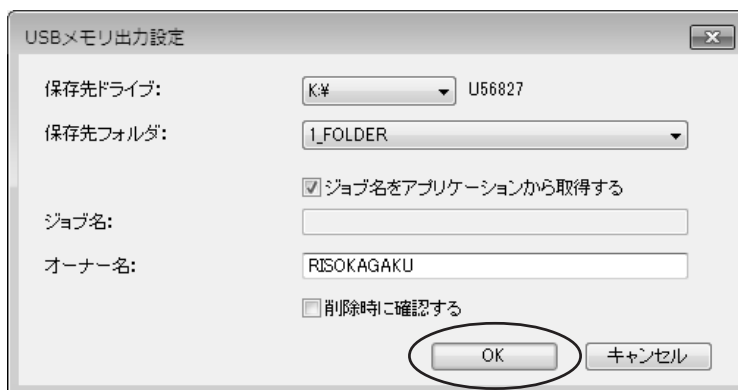 USBメモリ出力設定
保存先ドライブ: K:¥ U56827
保存先フォルダ: 1_FOLDER
ジョブ名をアプリケーションから取得する
ジョブ名:
オーナー名: RISOKAGAKU
削除時に確認する
OK キャンセル